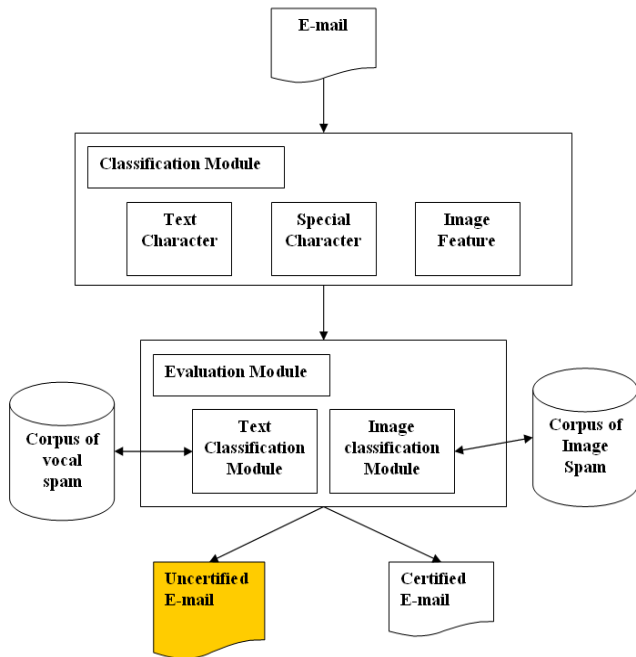 E-mail
Classification Module
Text
Character
Special
Character
Image
Feature
Evaluation Module
Corpus of
vocal
spam
Text
Classification
Module
Image
classification
Module
Corpus of
Image
Spam
Uncertified
E-mail
Certified
E-mail